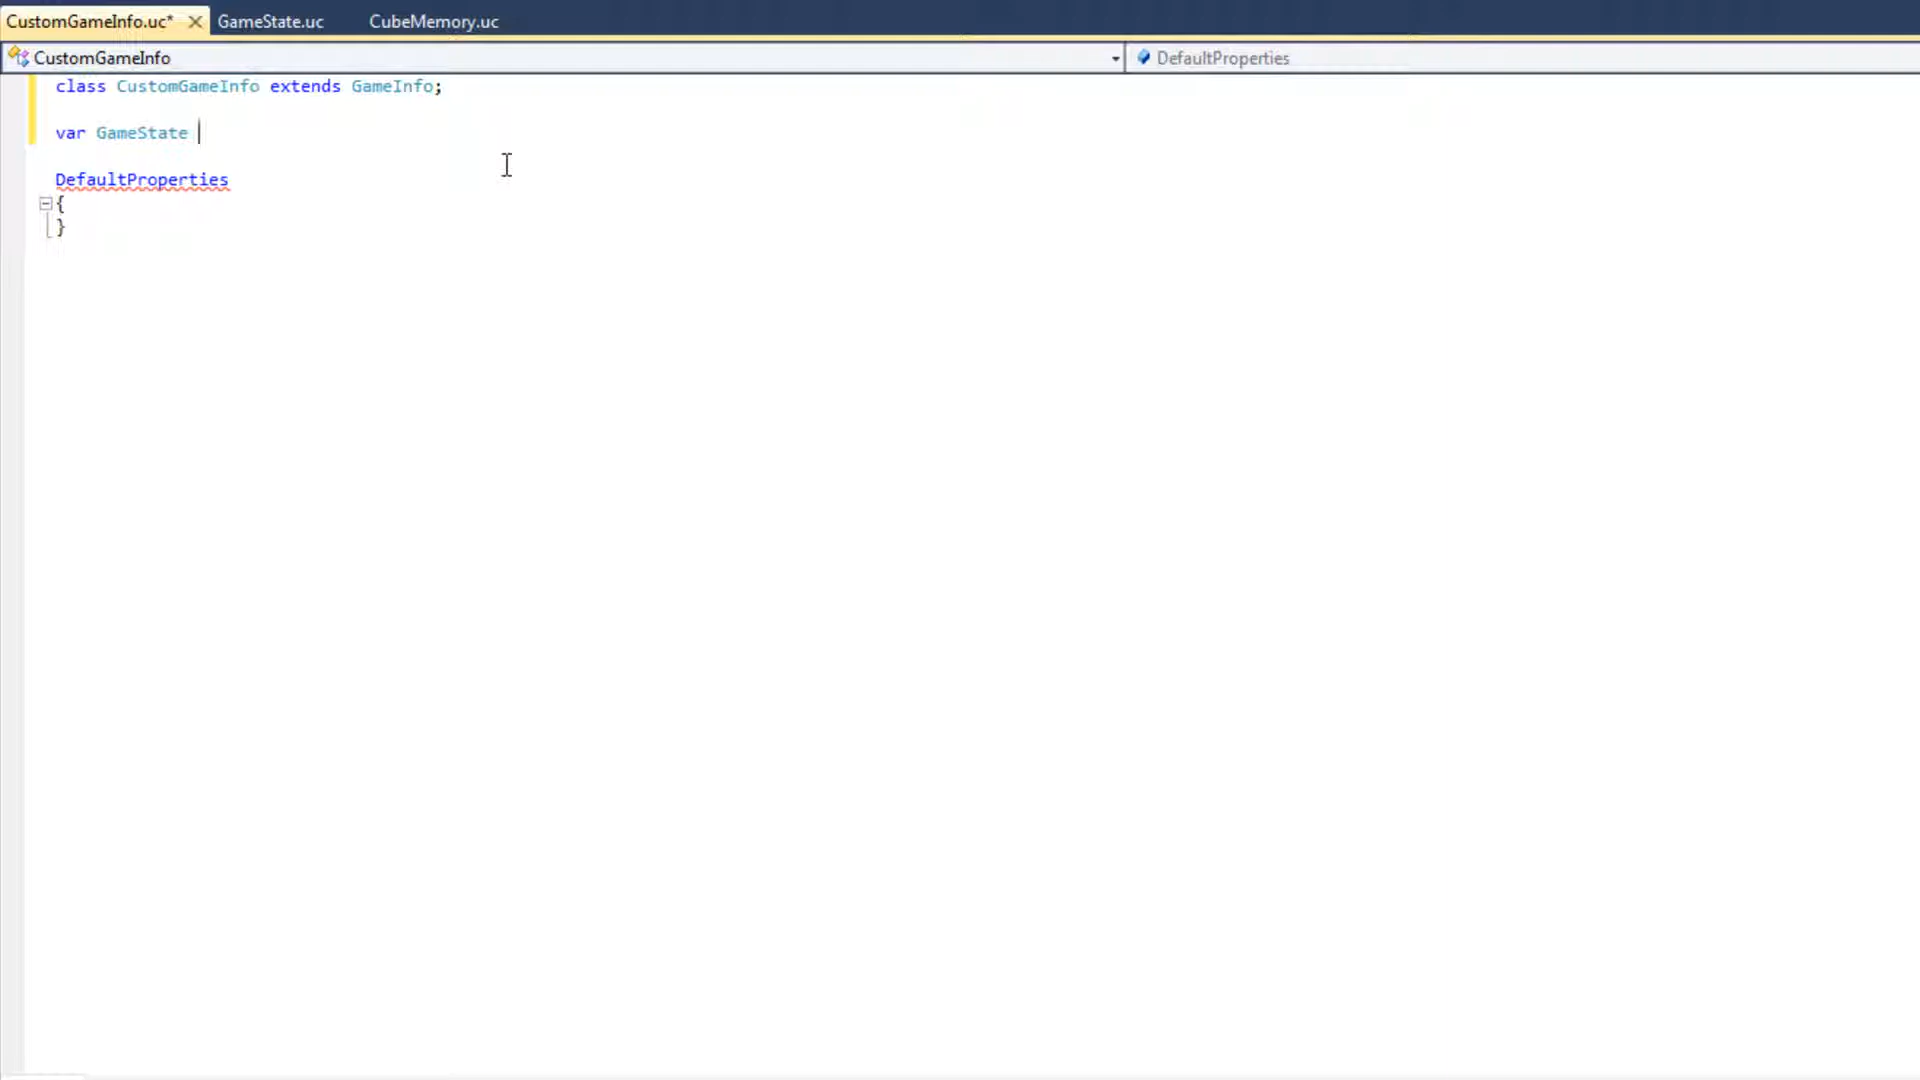 CustomGameInfo.uc* GameState.uc CubeMemory.uc
CustomGameInfo DefaultProperties
class CustomGameInfo extends GameInfo;
var GameState
DefaultProperties
{
}